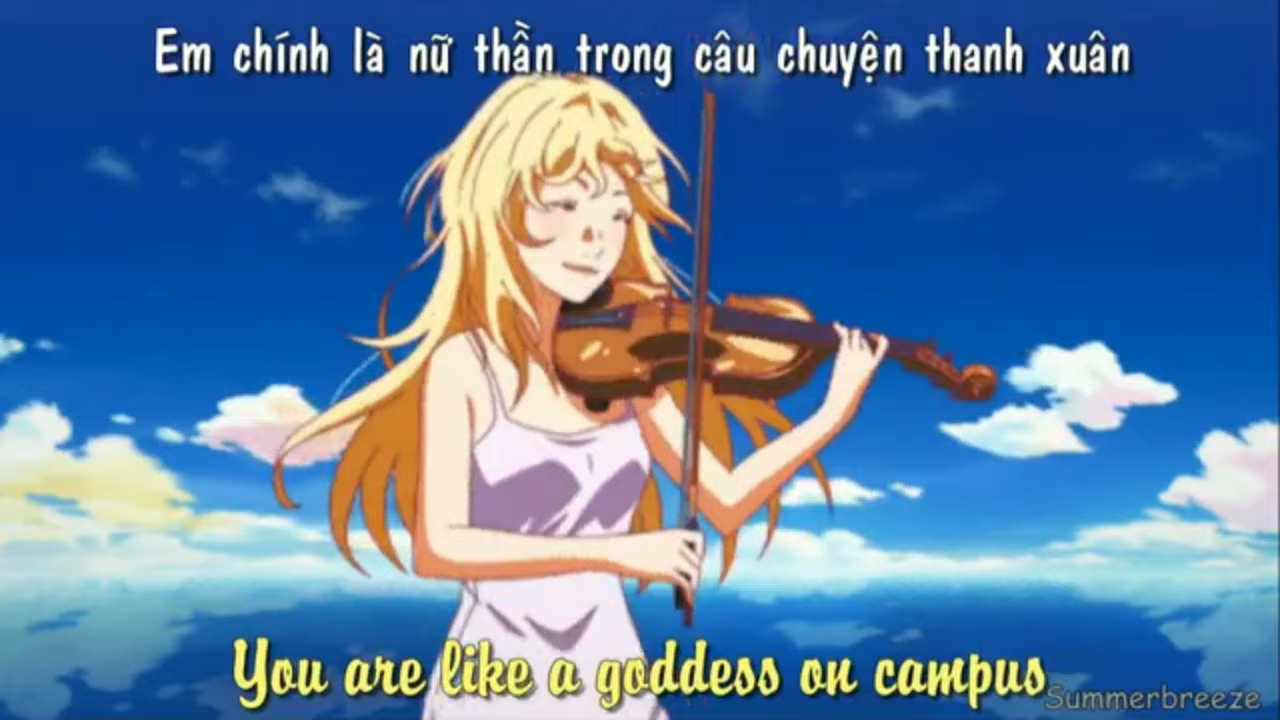 Em chính là nữ thần trong câu chuyện thanh xuân
You are like a goddess on campus
Summerbreeze